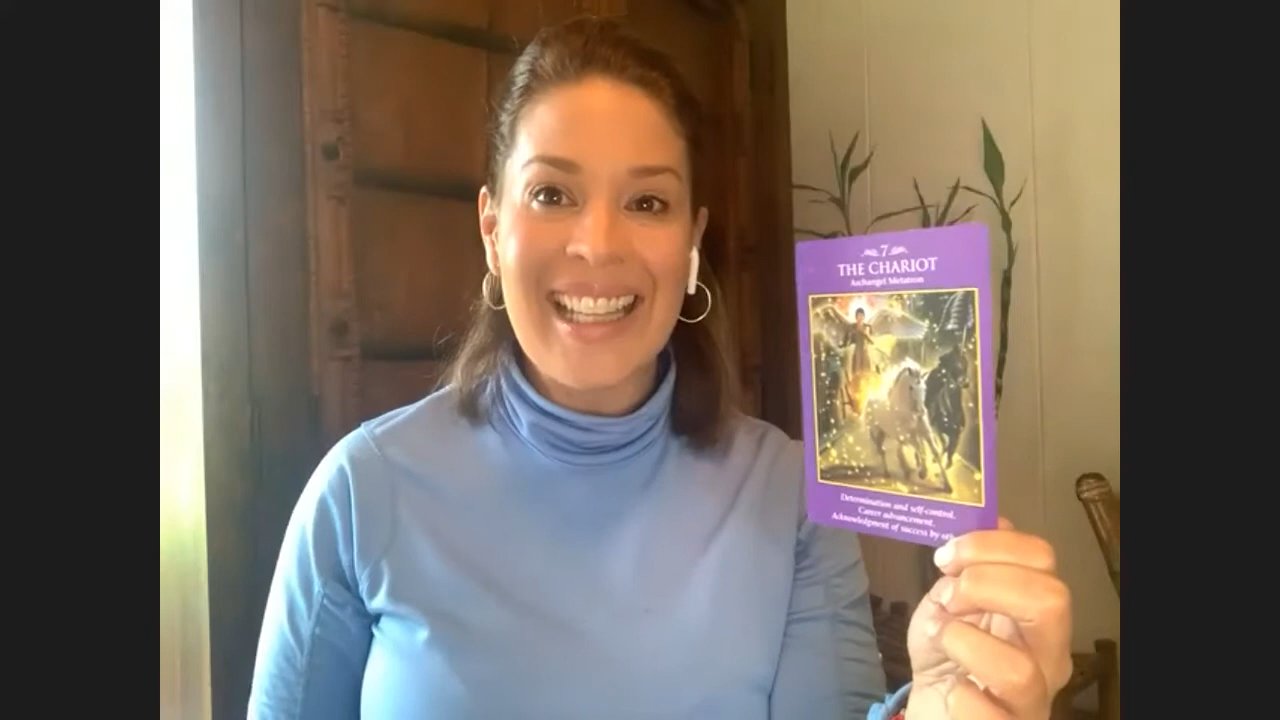 7
THE CHARIOT
Archangel Metatron
Determination and self-control.
Career advancement.
Acknowledgment of success by